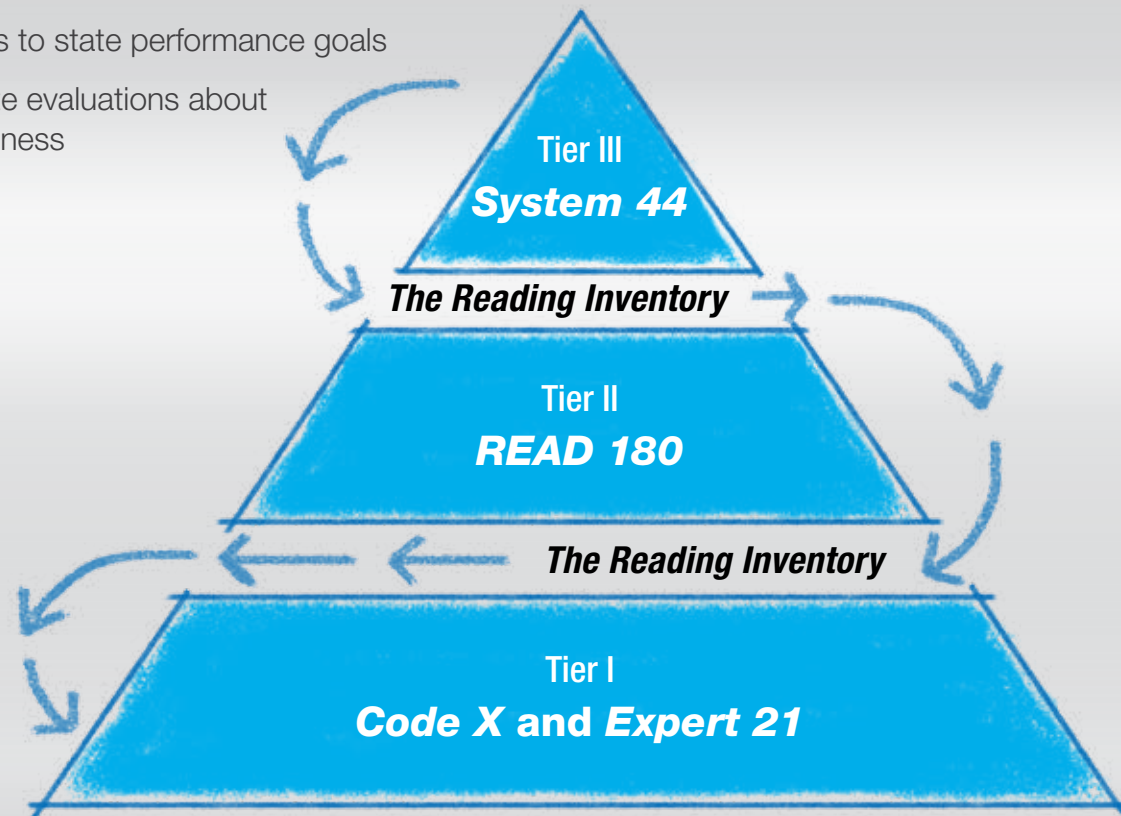 s to state performance goals
e evaluations about
ness
Tier III
System 44
The Reading Inventory
Tier II
READ 180
The Reading Inventory
Tier I
Code X and Expert 21